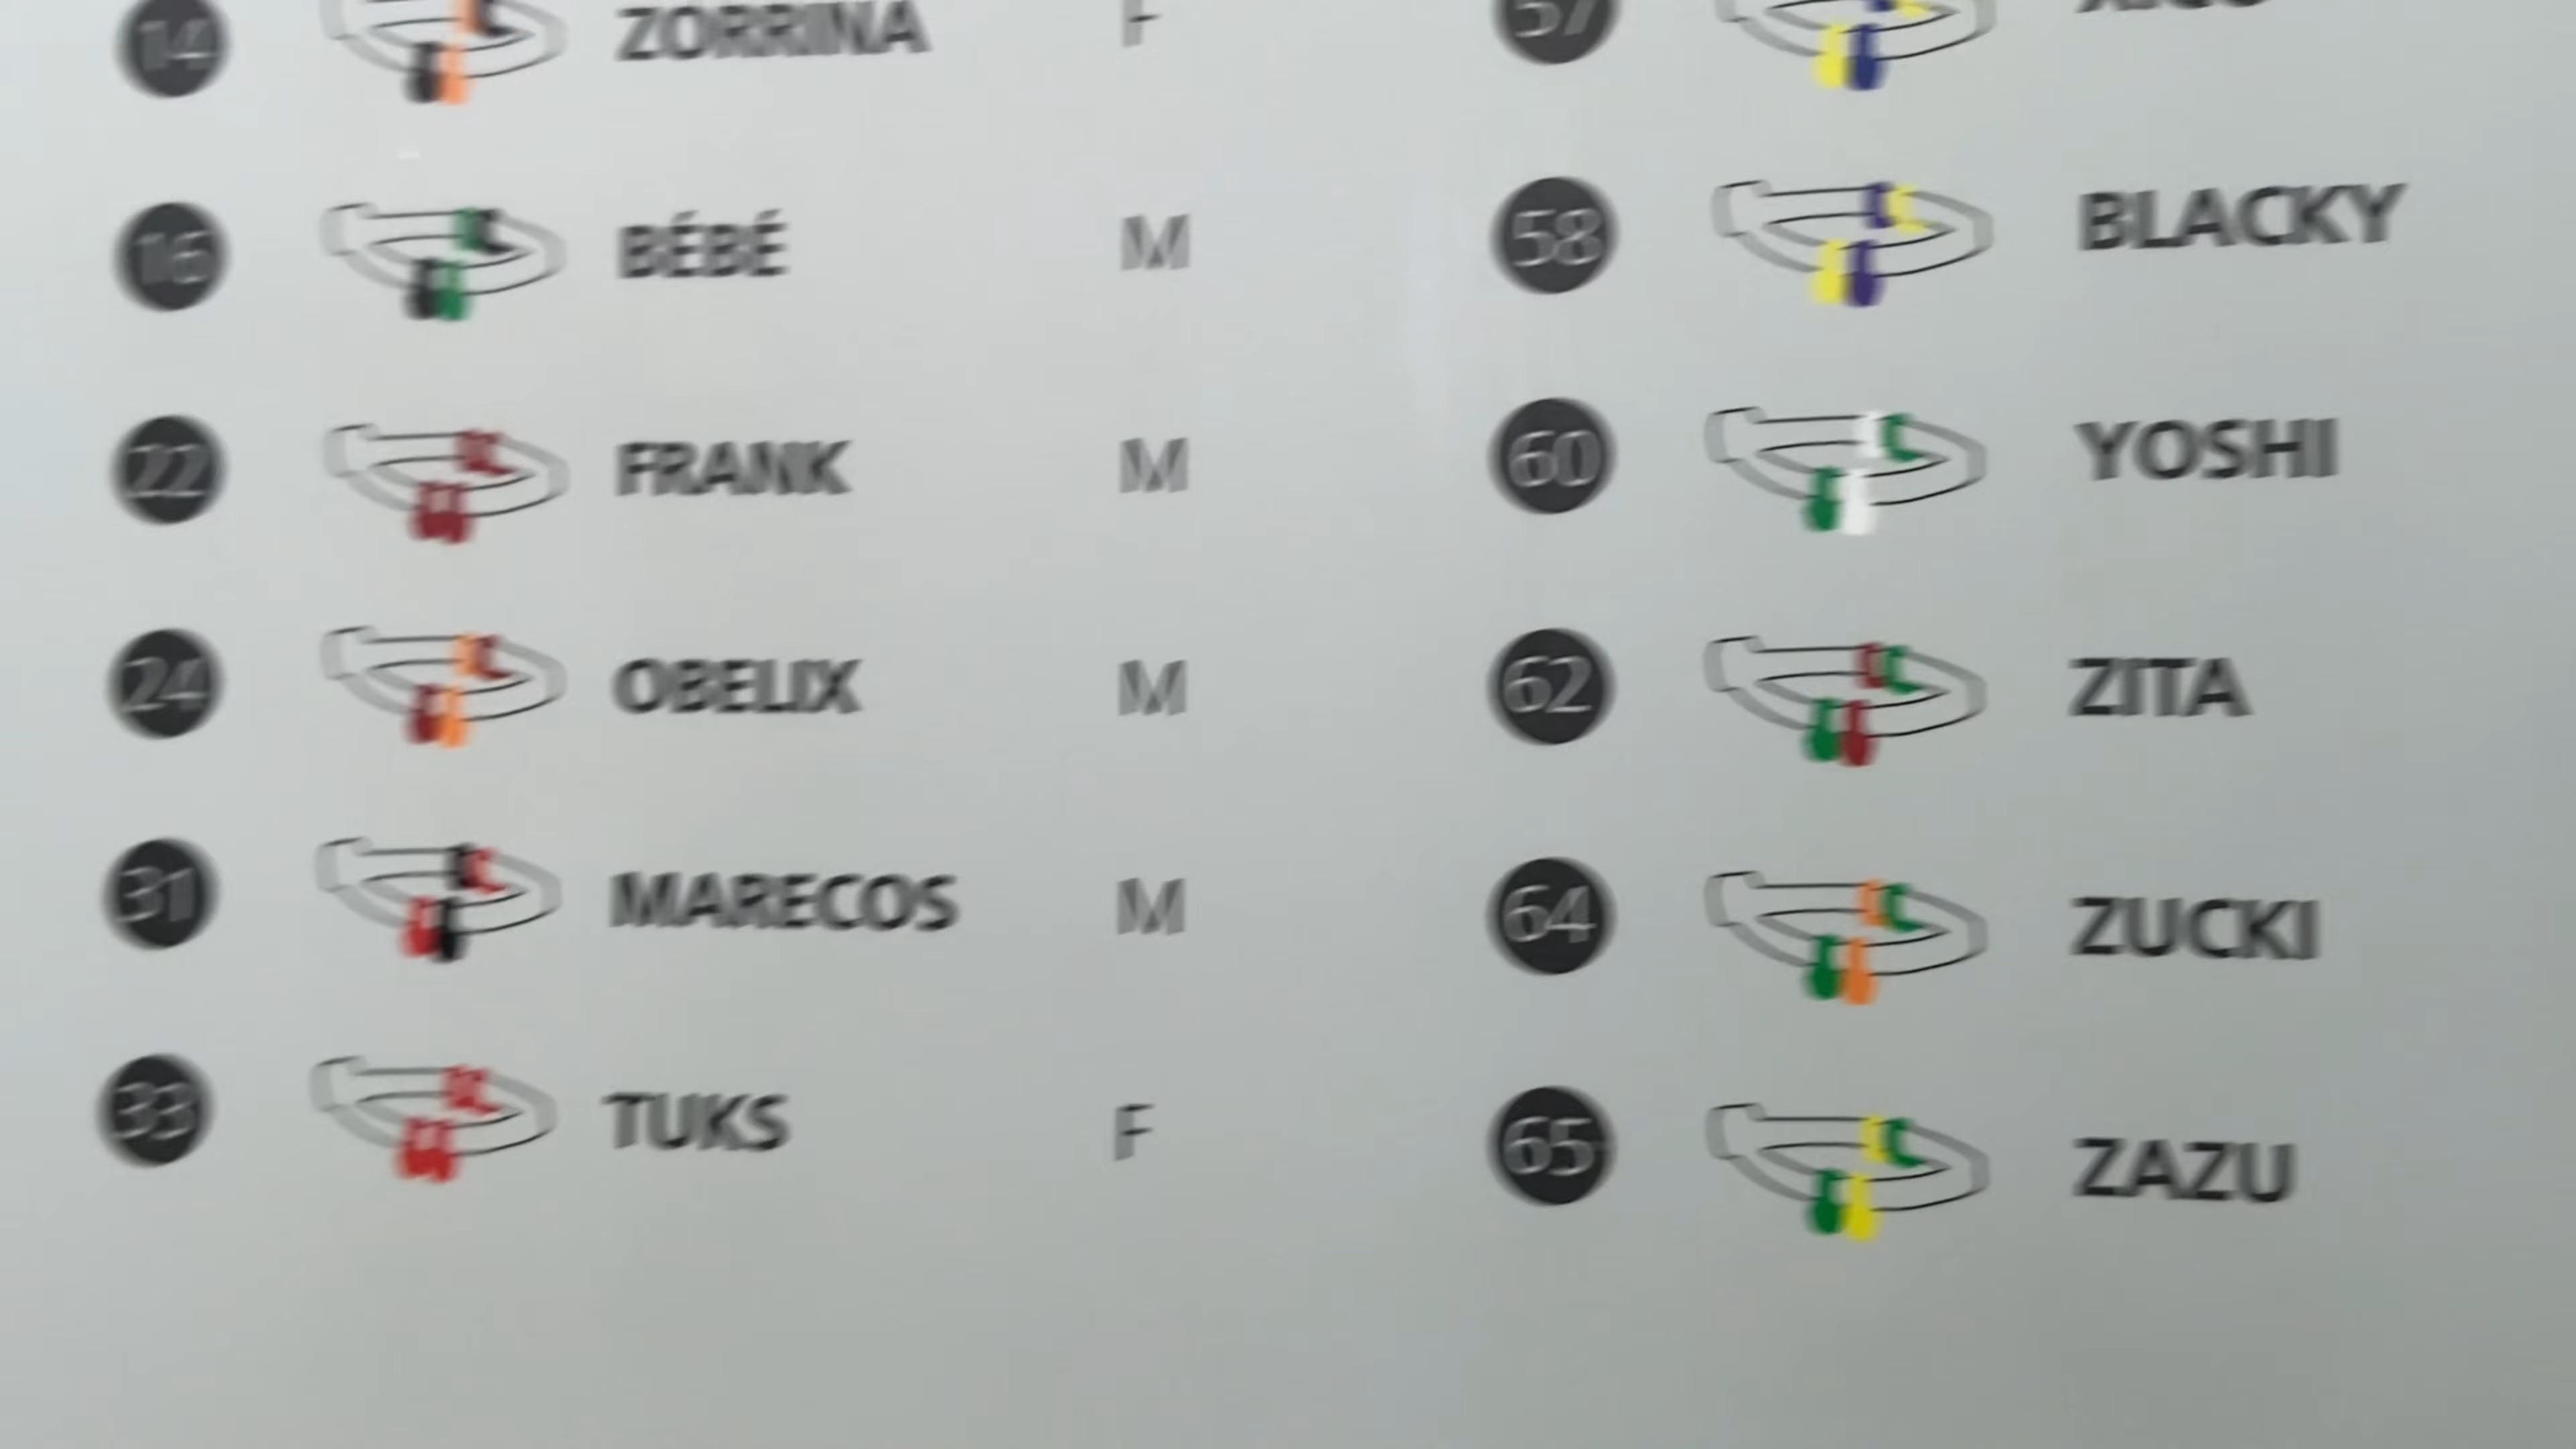 14 ZORRINA F
16 BÉBÉ M
22 FRANK M
24 OBELIX M
31 MARECOS M
33 TUKS F
57
58 BLACKY
60 YOSHI
62 ZITA
64 ZUCKI
65 ZAZU